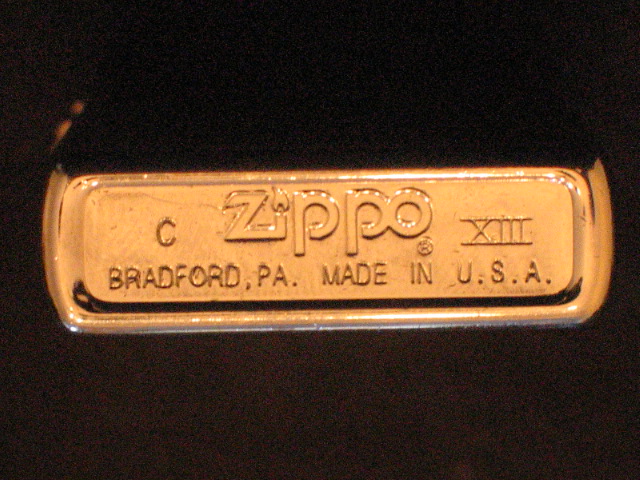 C Zippo® XIII
BRADFORD, PA. MADE IN U.S.A.